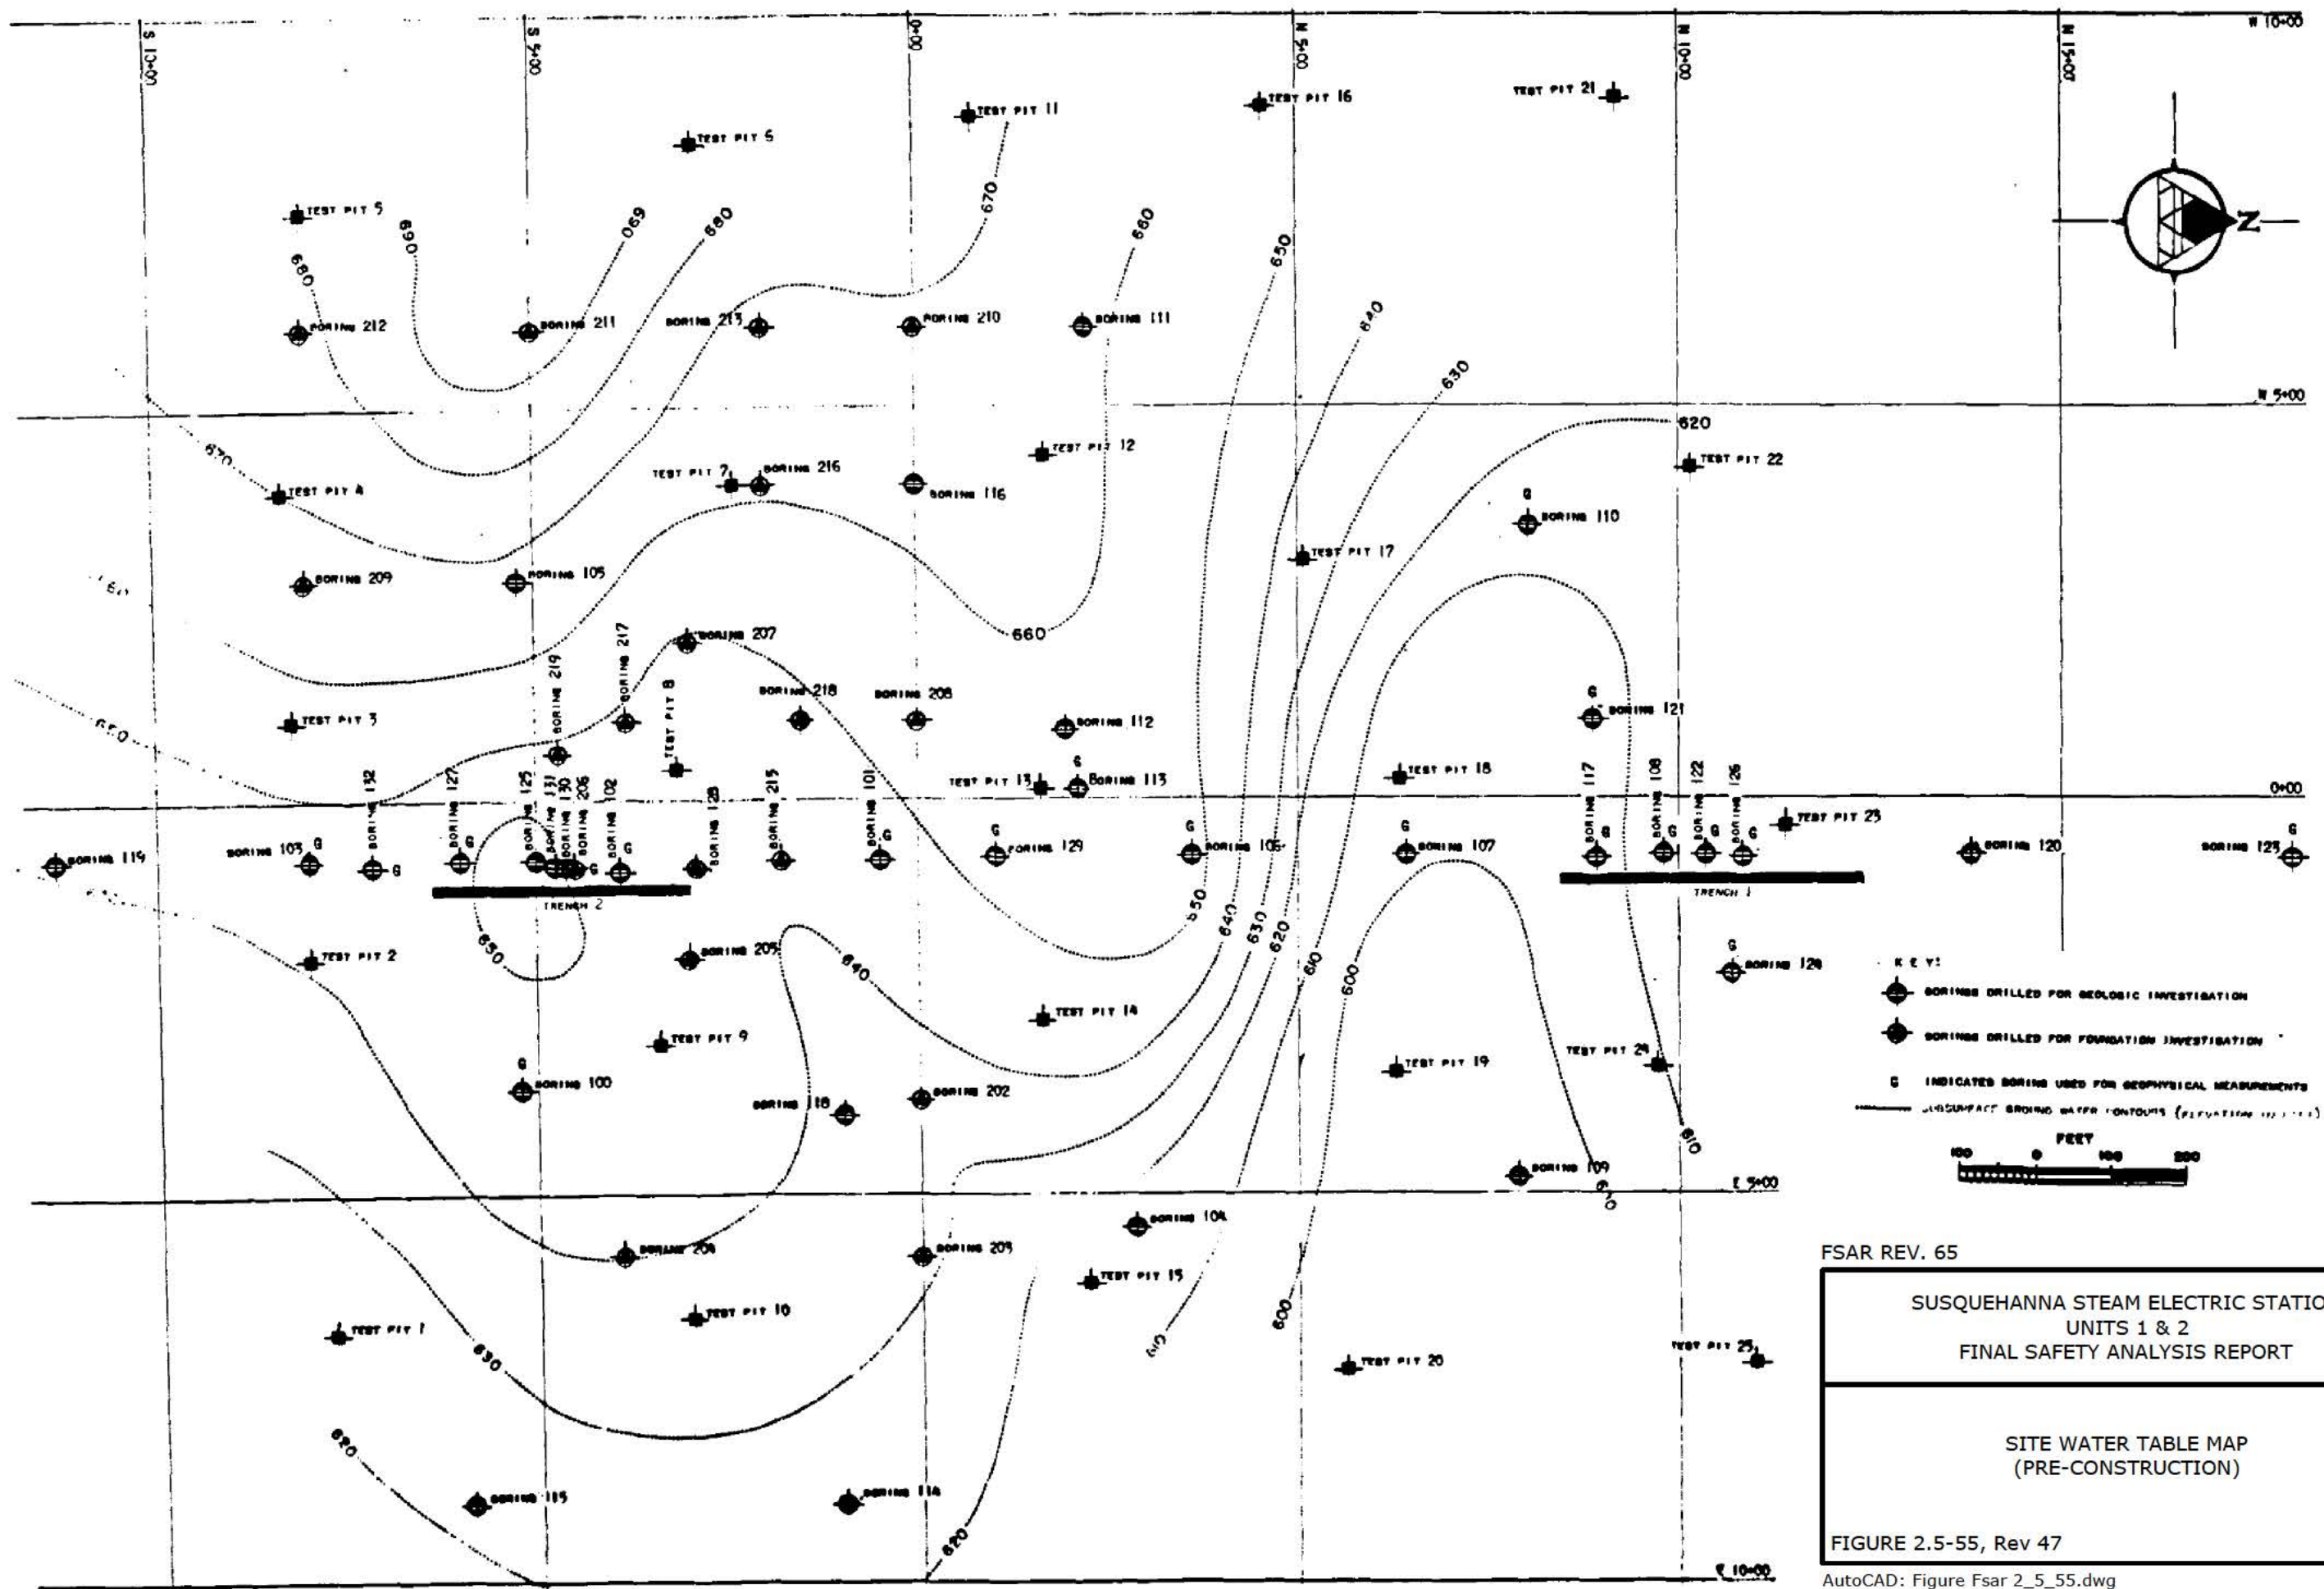 S 10+00
S 5+00
0+00
N 5+00
N 10+00
N 15+00
W 10+00
TEST PIT 21
TEST PIT 16
TEST PIT 11
TEST PIT 6
TEST PIT 5
670
660
690
690
680
N
650
680
640
BORING 212
BORING 211
BORING 213
BORING 210
BORING 111
630
W 5+00
620
670
TEST PIT 12
TEST PIT 22
TEST PIT 4
TEST PIT 7
BORING 216
BORING 116
G
BORING 110
TEST PIT 17
BORING 209
BORING 105
660
BORING 207
BORING 217
BORING 219
TEST PIT 8
BORING 218
BORING 208
TEST PIT 3
BORING 112
G
BORING 121
650
TEST PIT 13
G
BORING 113
TEST PIT 18
0+00
BORING 132
BORING 127
BORING 125
BORING 131
BORING 130
BORING 206
BORING 102
BORING 128
BORING 215
BORING 101
BORING 117
BORING 108
BORING 122
BORING 126
TEST PIT 23
BORING 119
BORING 103
G
G
G
G
G
G
G
BORING 129
G
BORING 106
G
BORING 107
G
G
G
G
BORING 120
BORING 123
G
TRENCH 2
TRENCH 1
650
640
630
620
610
600
630
TEST PIT 2
BORING 205
640
G
BORING 124
KEY:
BORINGS DRILLED FOR GEOLOGIC INVESTIGATION
BORINGS DRILLED FOR FOUNDATION INVESTIGATION
G INDICATES BORING USED FOR GEOPHYSICAL MEASUREMENTS
SUBSURFACE GROUND WATER CONTOURS
FEET
100 0 100 200
TEST PIT 14
TEST PIT 9
TEST PIT 19
TEST PIT 24
G
BORING 100
BORING 118
BORING 202
610
BORING 109
E 5+00
BORING 104
BORING 204
BORING 203
TEST PIT 15
600
TEST PIT 10
TEST PIT 1
630
610
TEST PIT 20
TEST PIT 25
620
BORING 115
BORING 114
620
E 10+00
FSAR REV. 65
SUSQUEHANNA STEAM ELECTRIC STATIO
UNITS 1 & 2
FINAL SAFETY ANALYSIS REPORT
SITE WATER TABLE MAP
(PRE-CONSTRUCTION)
FIGURE 2.5-55, Rev 47
AutoCAD: Figure Fsar 2_5_55.dwg